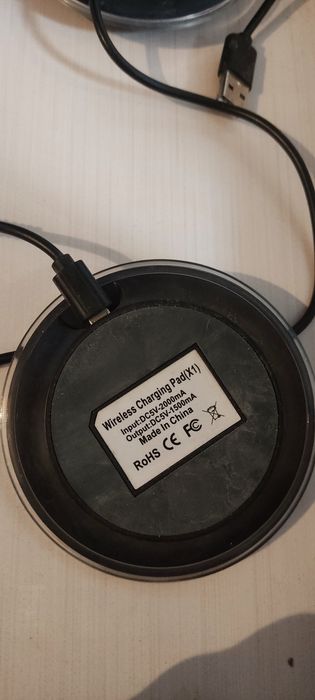 Wireless Charging Pad(X1)
Input:DC5V-2000mA
Output:DC5V-1500mA
Made In China
RoHS CE FC